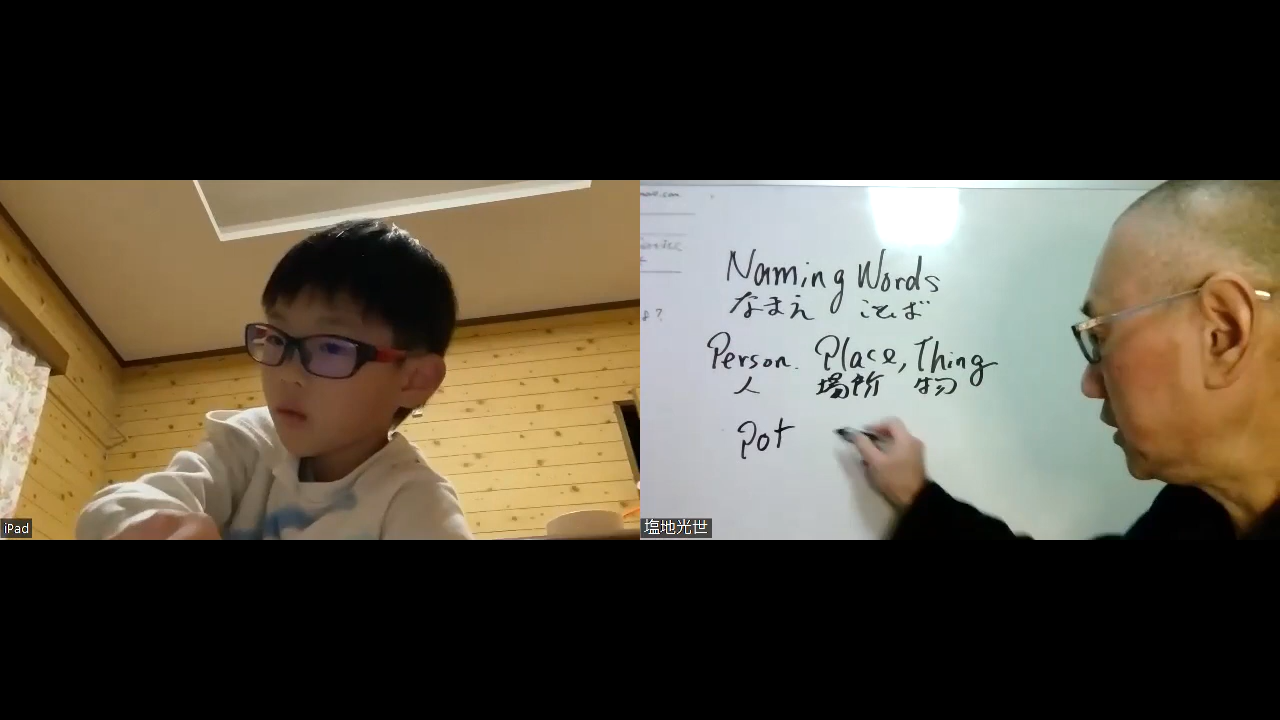 Naming Words
なまえ ことば
Person. Place, Thing
人 場所 物
Pot
iPad
塩地光世